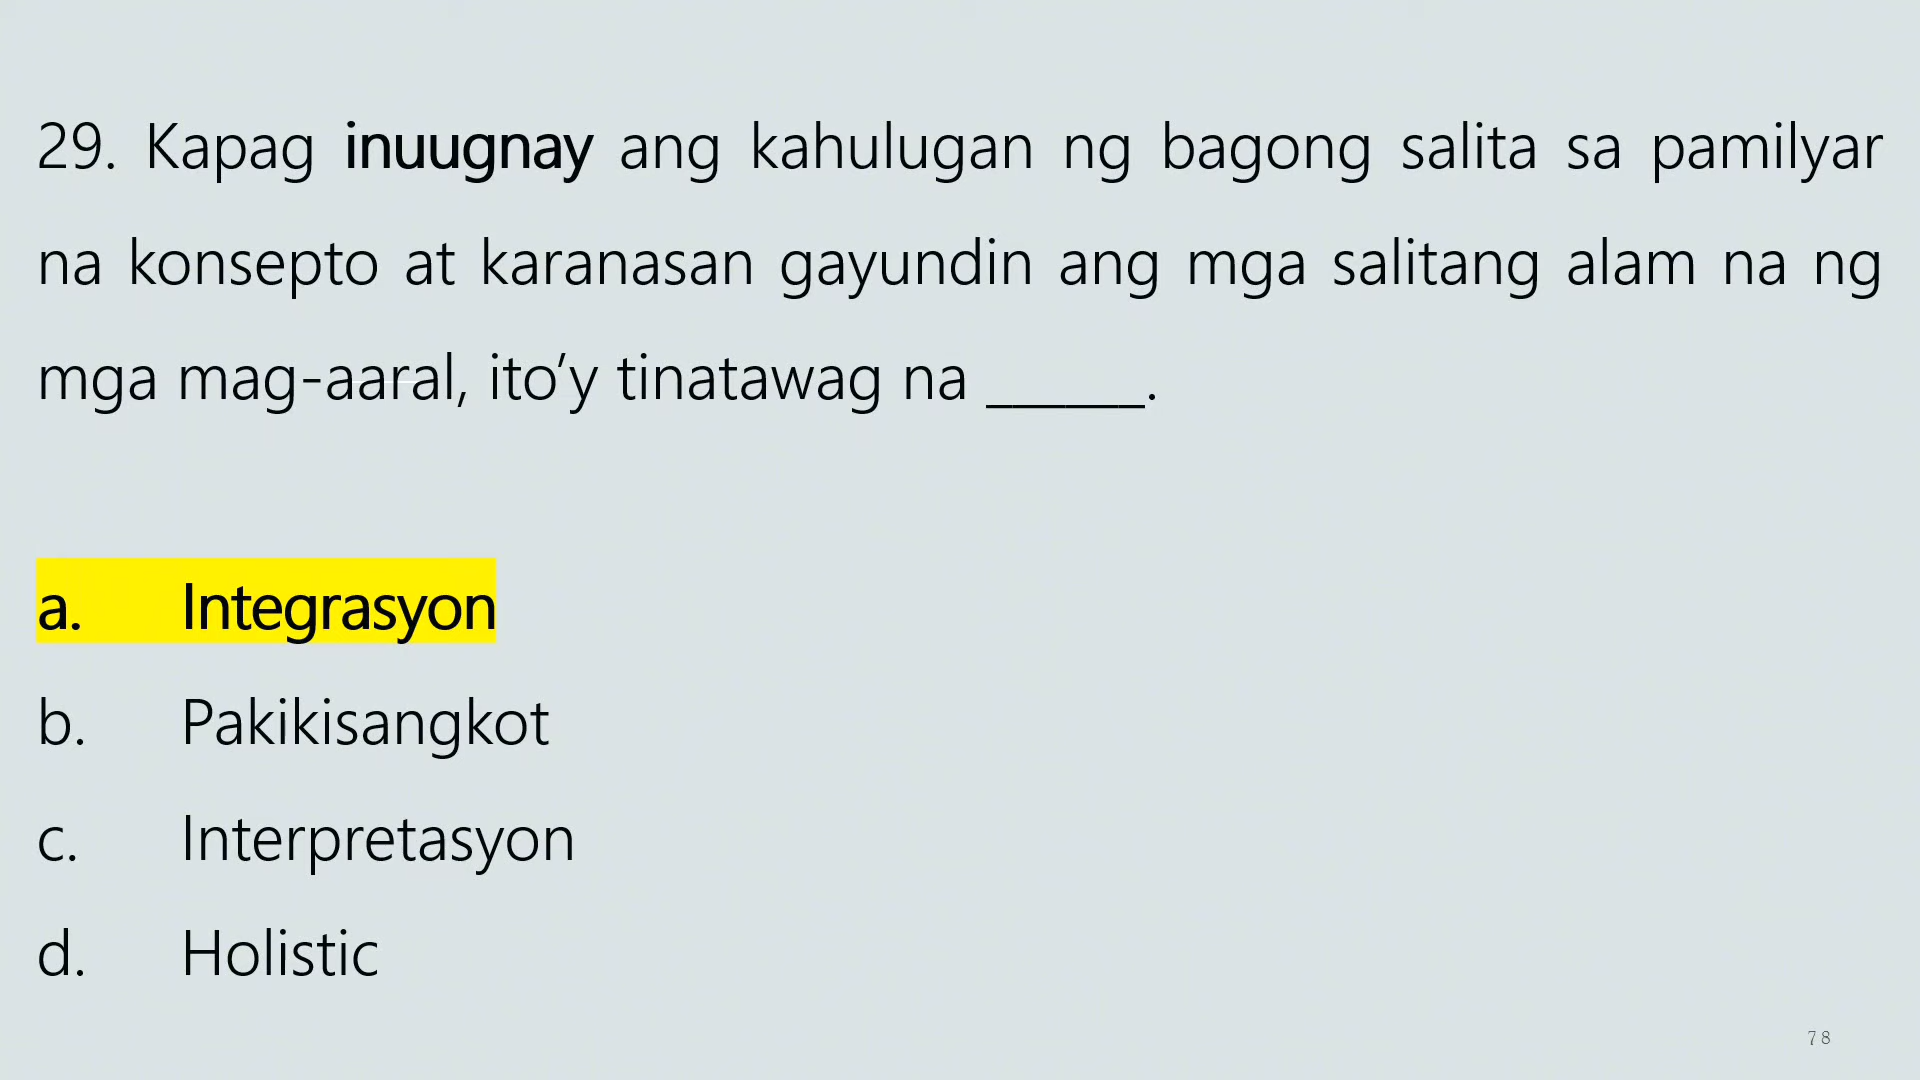 29. Kapag inuugnay ang kahulugan ng bagong salita sa pamilyar
na konsepto at karanasan gayundin ang mga salitang alam na ng
mga mag-aaral, ito’y tinatawag na ______.
a. Integrasyon
b. Pakikisangkot
c. Interpretasyon
d. Holistic
78